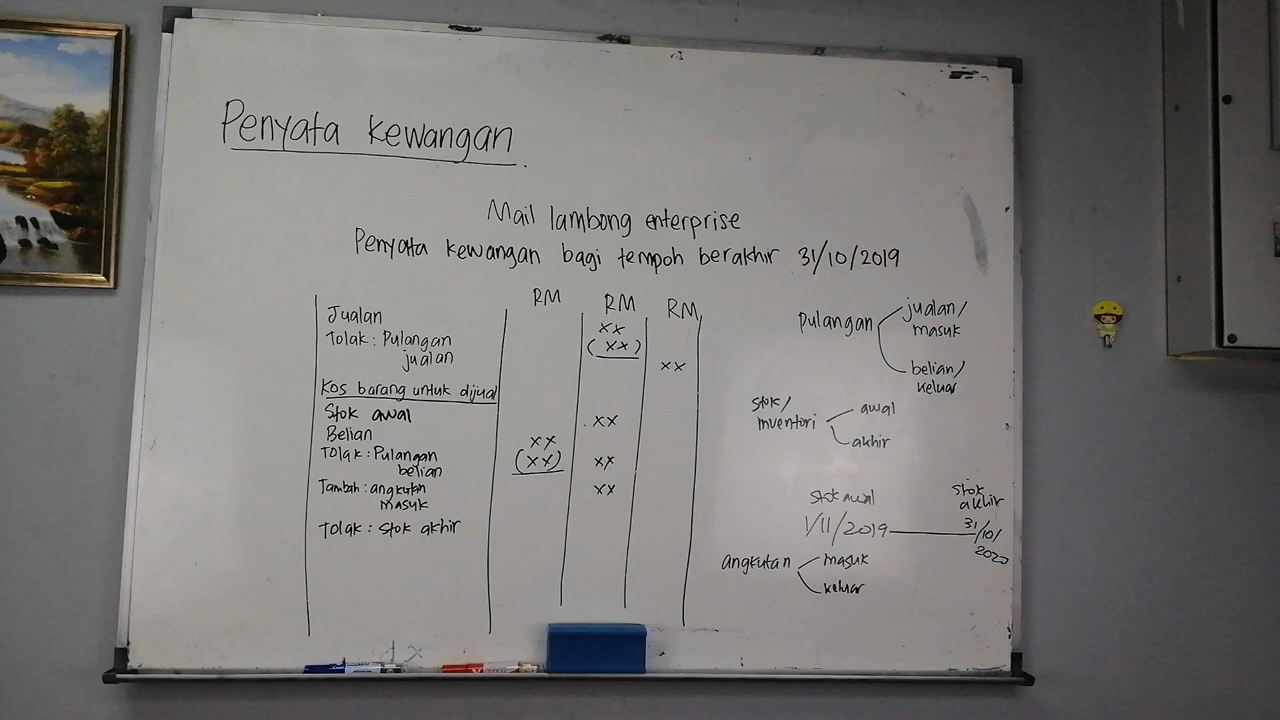 Penyata kewangan
Mail lambong enterprise
Penyata kewangan bagi tempoh berakhir 31/10/2019
RM RM RM
Jualan xx
Tolak: Pulangan (xx)
jualan xx
Kos barang untuk dijual
Stok awal xx
Belian xx
Tolak: Pulangan (xx) xx
belian
Tambah: angkutan xx
masuk
Tolak: Stok akhir
Pulangan
jualan/
masuk
belian/
keluar
Stok/
inventori
awal
akhir
Stok awal
1/11/2019
Stok
akhir
31/10/
2020
angkutan
masuk
keluar